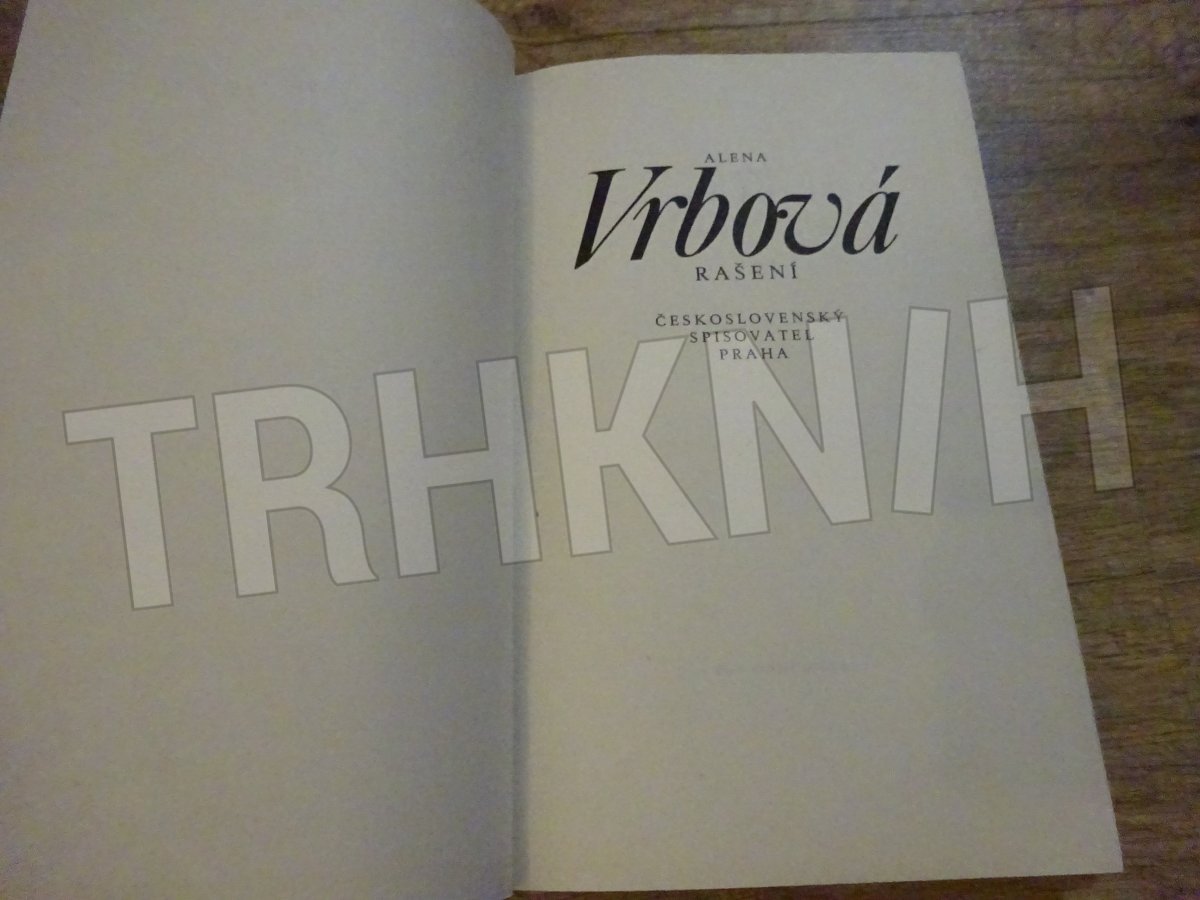 ALENA
Vrbová
RAŠENÍ
ČESKOSLOVENSKÝ
SPISOVATEL
PRAHA
TRHKNIH